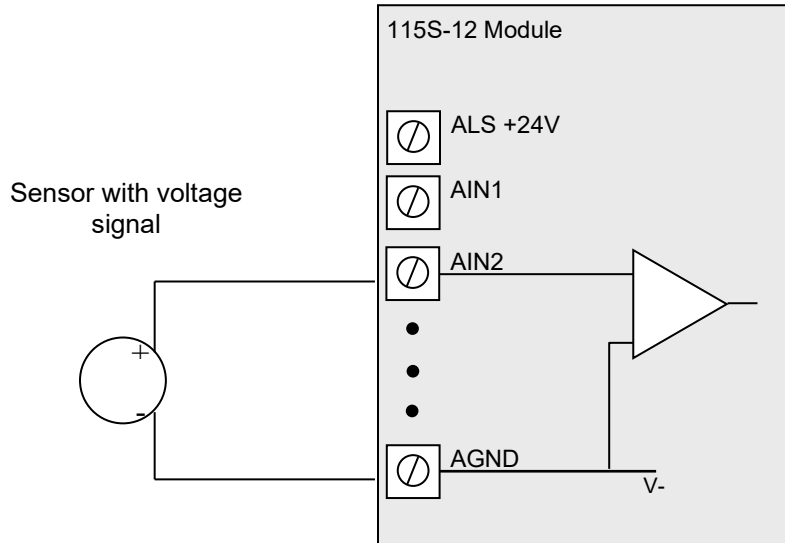 115S-12 Module
ALS +24V
Sensor with voltage
signal
AIN1
AIN2
+
-
AGND
V-